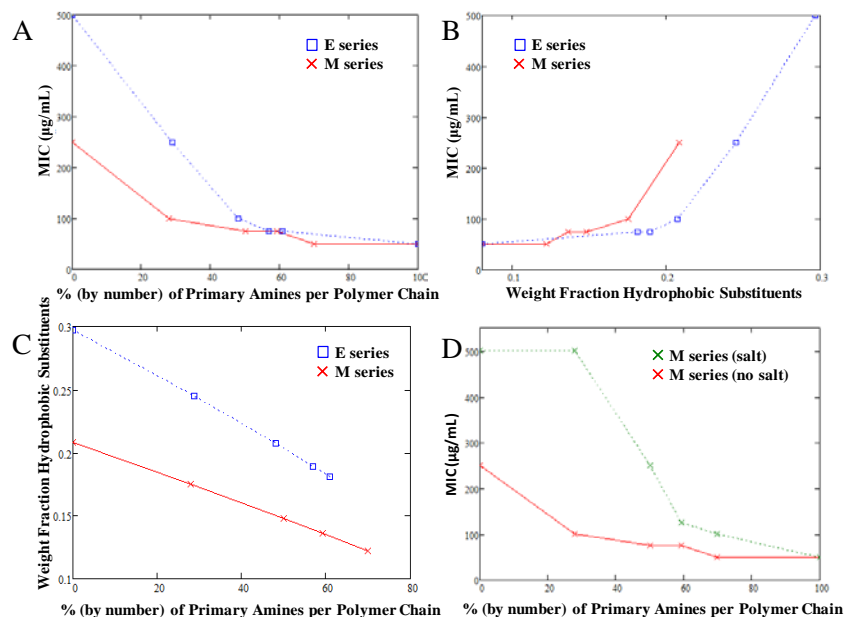 A
500
400
300
200
100
0
MIC (µg/mL)
E series
M series
0
20
40
60
80
10C
% (by number) of Primary Amines per Polymer Chain
B
500
400
300
200
100
0
MIC (µg/mL)
E series
M series
0.1
0.2
0.3
Weight Fraction Hydrophobic Substituents
C
0.3
0.25
0.2
0.15
0.1
Weight Fraction Hydrophobic Substituents
E series
M series
0
20
40
60
80
% (by number) of Primary Amines per Polymer Chain
D
500
400
300
200
100
0
MIC(µg/mL)
M series (salt)
M series (no salt)
0
20
40
60
80
100
% (by number) of Primary Amines per Polymer Chain